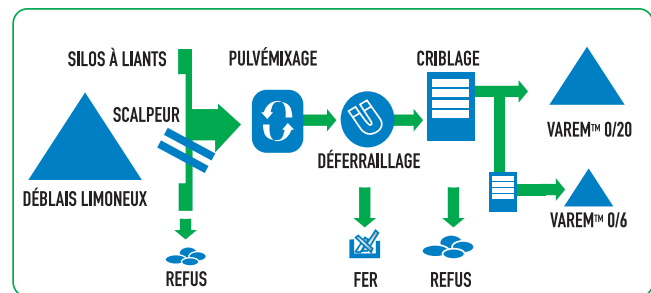 SILOS À LIANTS
PULVÉMIXAGE
CRIBLAGE
SCALPEUR
VAREM™ 0/20
DÉFERRAILLAGE
DÉBLAIS LIMONEUX
VAREM™ 0/6
REFUS
FER
REFUS